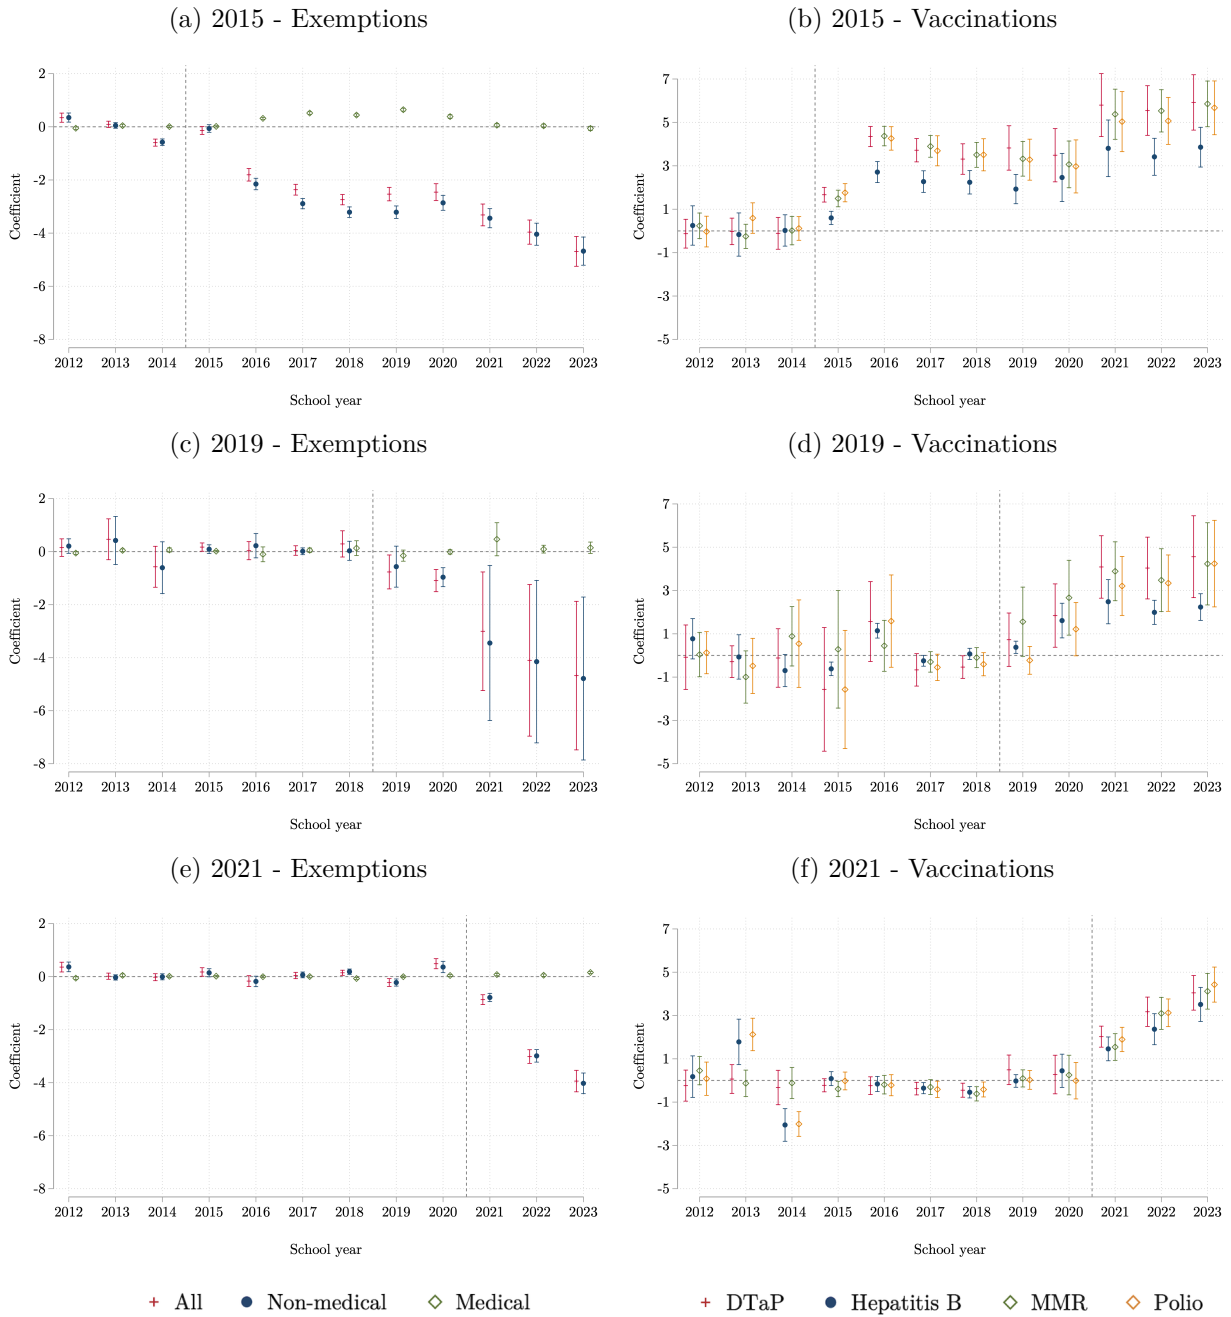 (a) 2015 - Exemptions
2
0
-2
-4
-6
-8
Coefficient
2012 2013 2014 2015 2016 2017 2018 2019 2020 2021 2022 2023
School year
(b) 2015 - Vaccinations
7
5
3
1
-1
-3
-5
Coefficient
2012 2013 2014 2015 2016 2017 2018 2019 2020 2021 2022 2023
School year
(c) 2019 - Exemptions
2
0
-2
-4
-6
-8
Coefficient
2012 2013 2014 2015 2016 2017 2018 2019 2020 2021 2022 2023
School year
(d) 2019 - Vaccinations
7
5
3
1
-1
-3
-5
Coefficient
2012 2013 2014 2015 2016 2017 2018 2019 2020 2021 2022 2023
School year
(e) 2021 - Exemptions
2
0
-2
-4
-6
-8
Coefficient
2012 2013 2014 2015 2016 2017 2018 2019 2020 2021 2022 2023
School year
(f) 2021 - Vaccinations
7
5
3
1
-1
-3
-5
Coefficient
2012 2013 2014 2015 2016 2017 2018 2019 2020 2021 2022 2023
School year
All Non-medical Medical
DTaP Hepatitis B MMR Polio